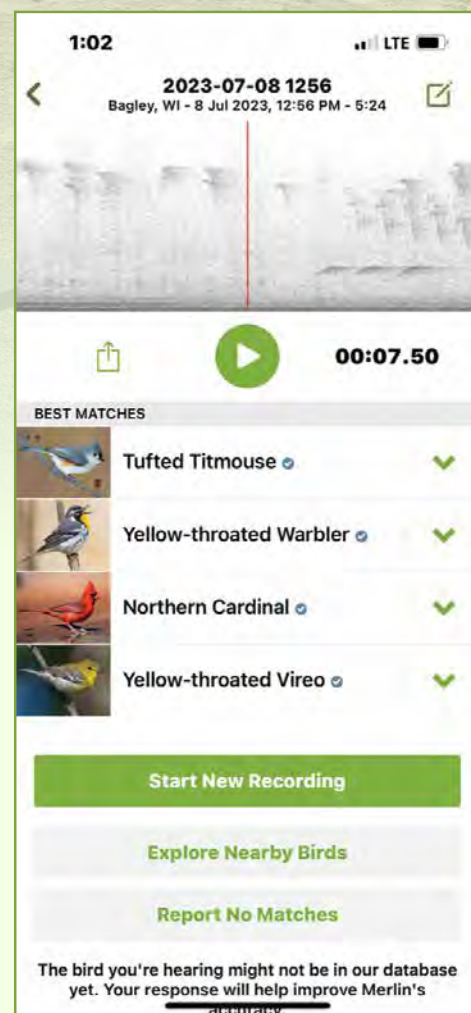 1:02
LTE
2023-07-08 1256
Bagley, WI - 8 Jul 2023, 12:56 PM - 5:24
00:07.50
BEST MATCHES
Tufted Titmouse
Yellow-throated Warbler
Northern Cardinal
Yellow-throated Vireo
Start New Recording
Explore Nearby Birds
Report No Matches
The bird you're hearing might not be in our database
yet. Your response will help improve Merlin's
accuracy.